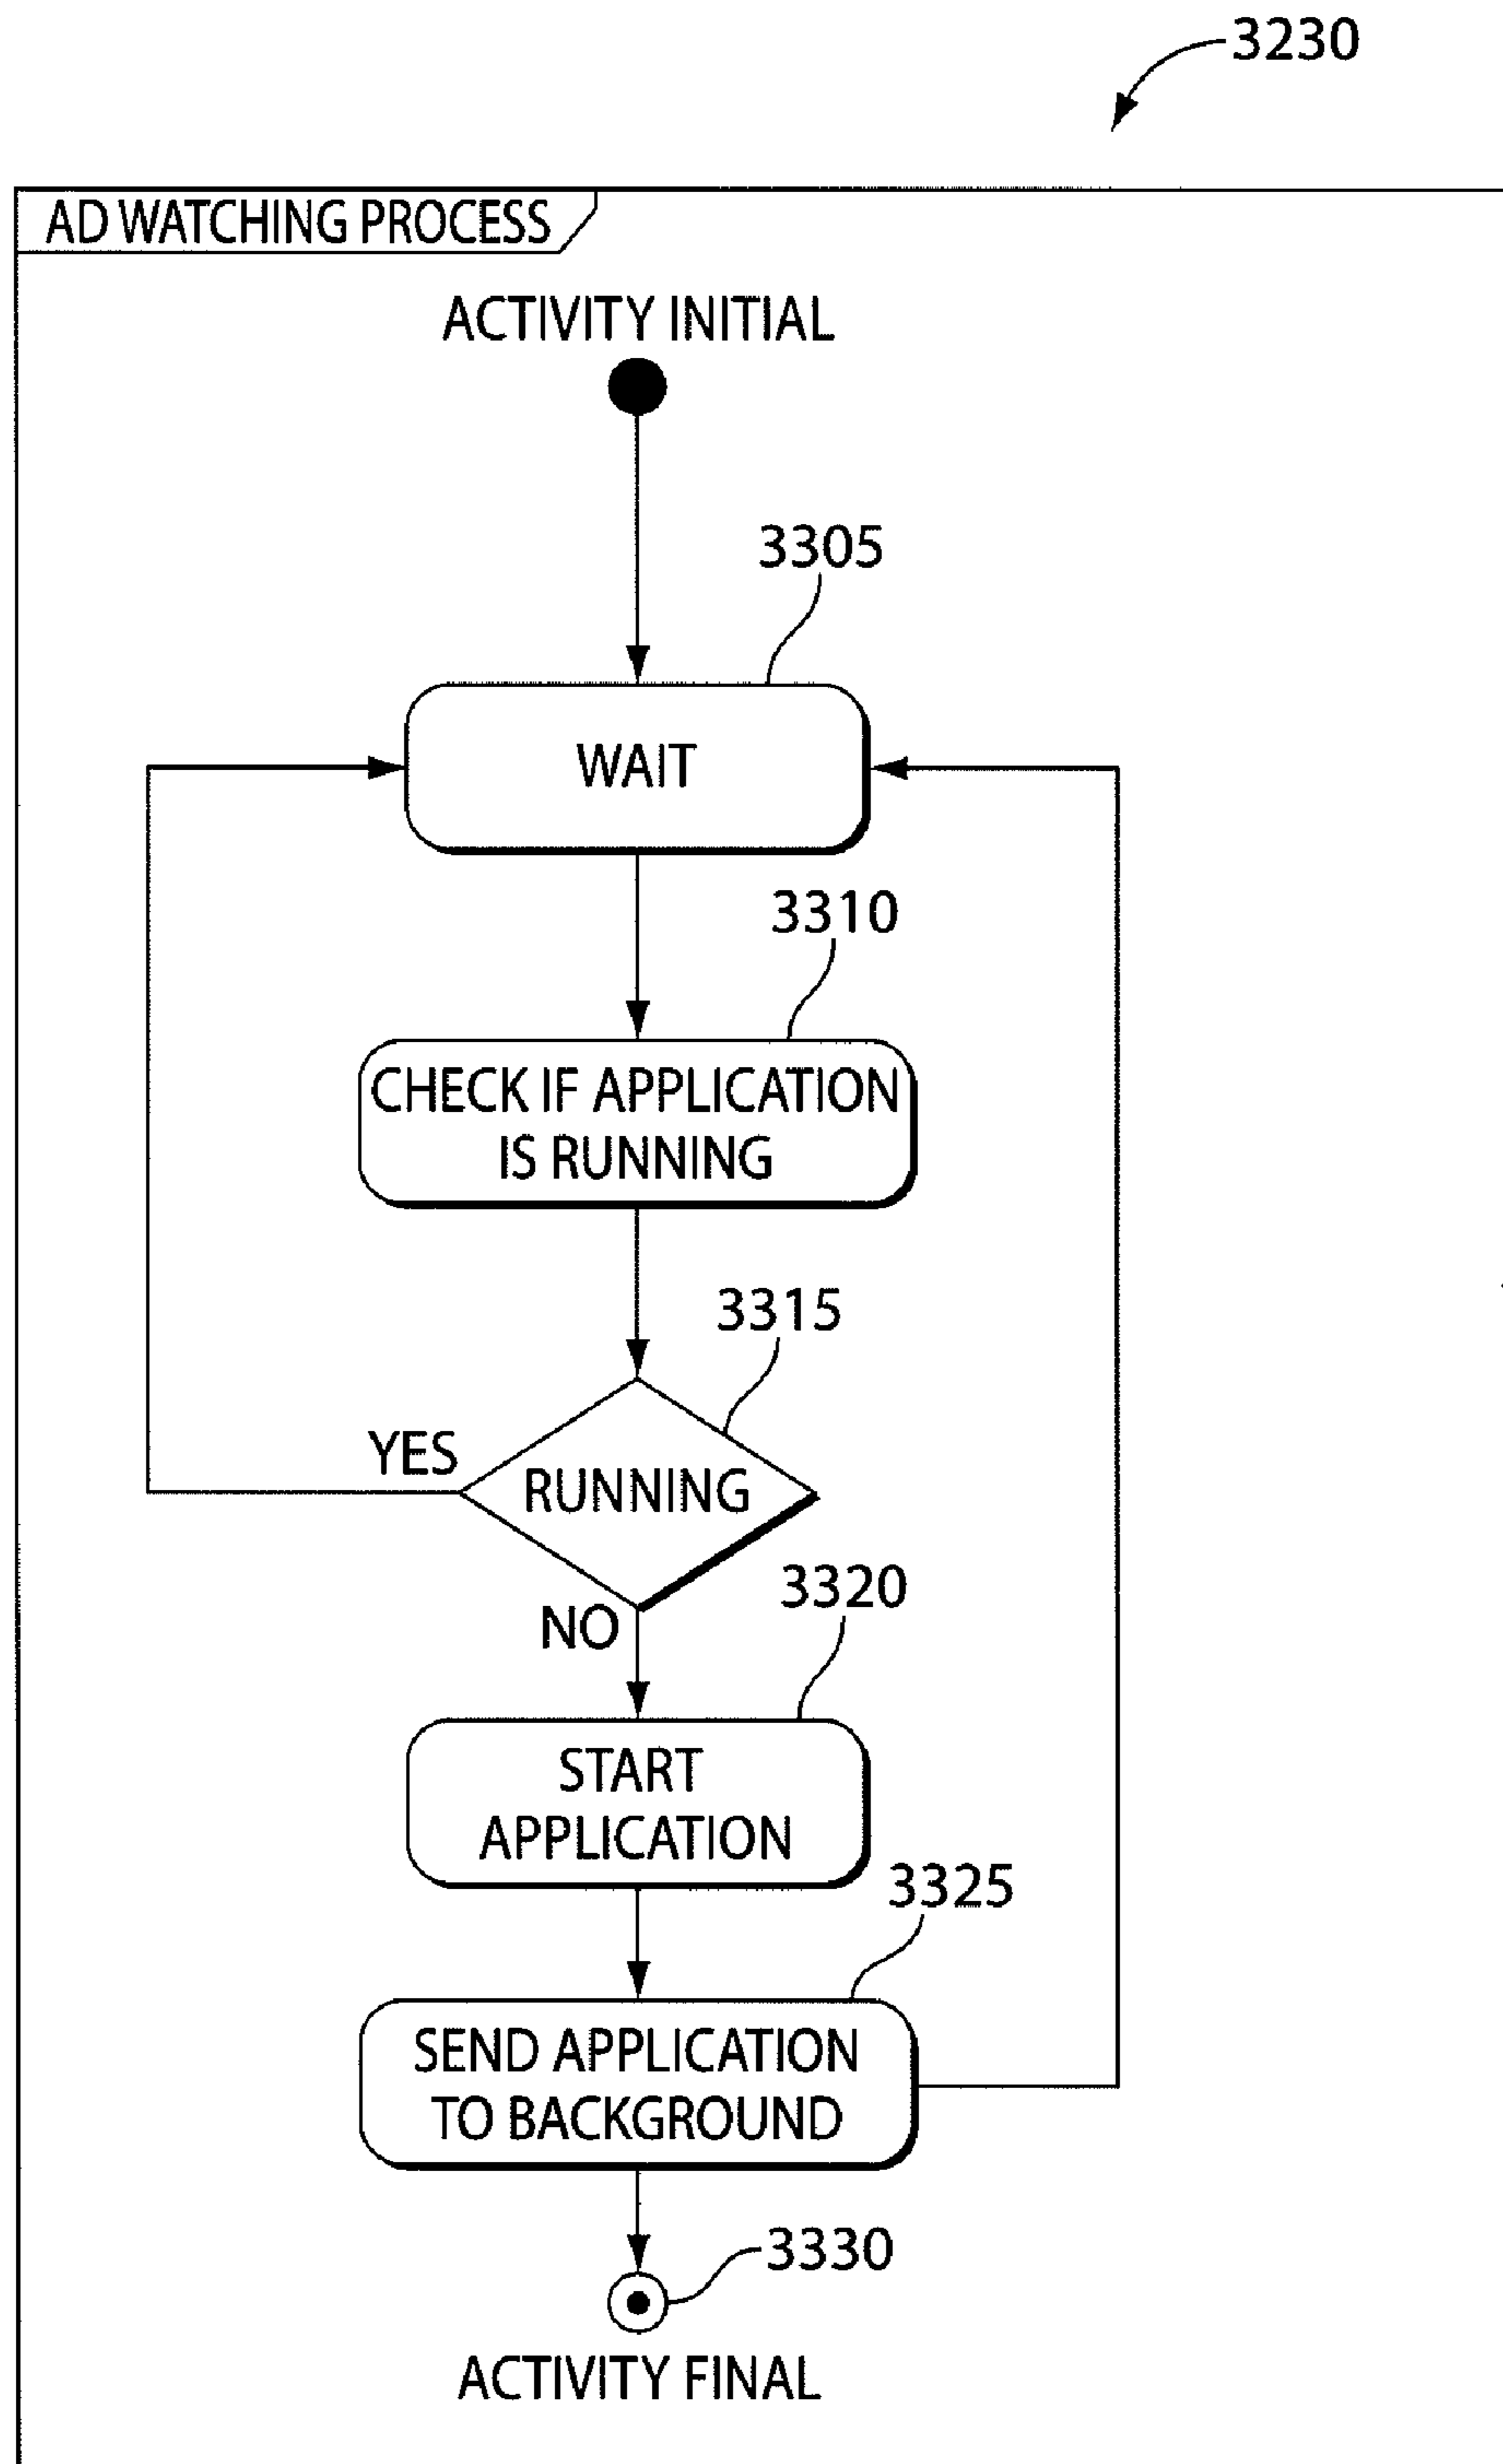 3230
AD WATCHING PROCESS
ACTIVITY INITIAL
3305
WAIT
3310
CHECK IF APPLICATION
IS RUNNING
3315
YES
RUNNING
NO
3320
START
APPLICATION
3325
SEND APPLICATION
TO BACKGROUND
3330
ACTIVITY FINAL